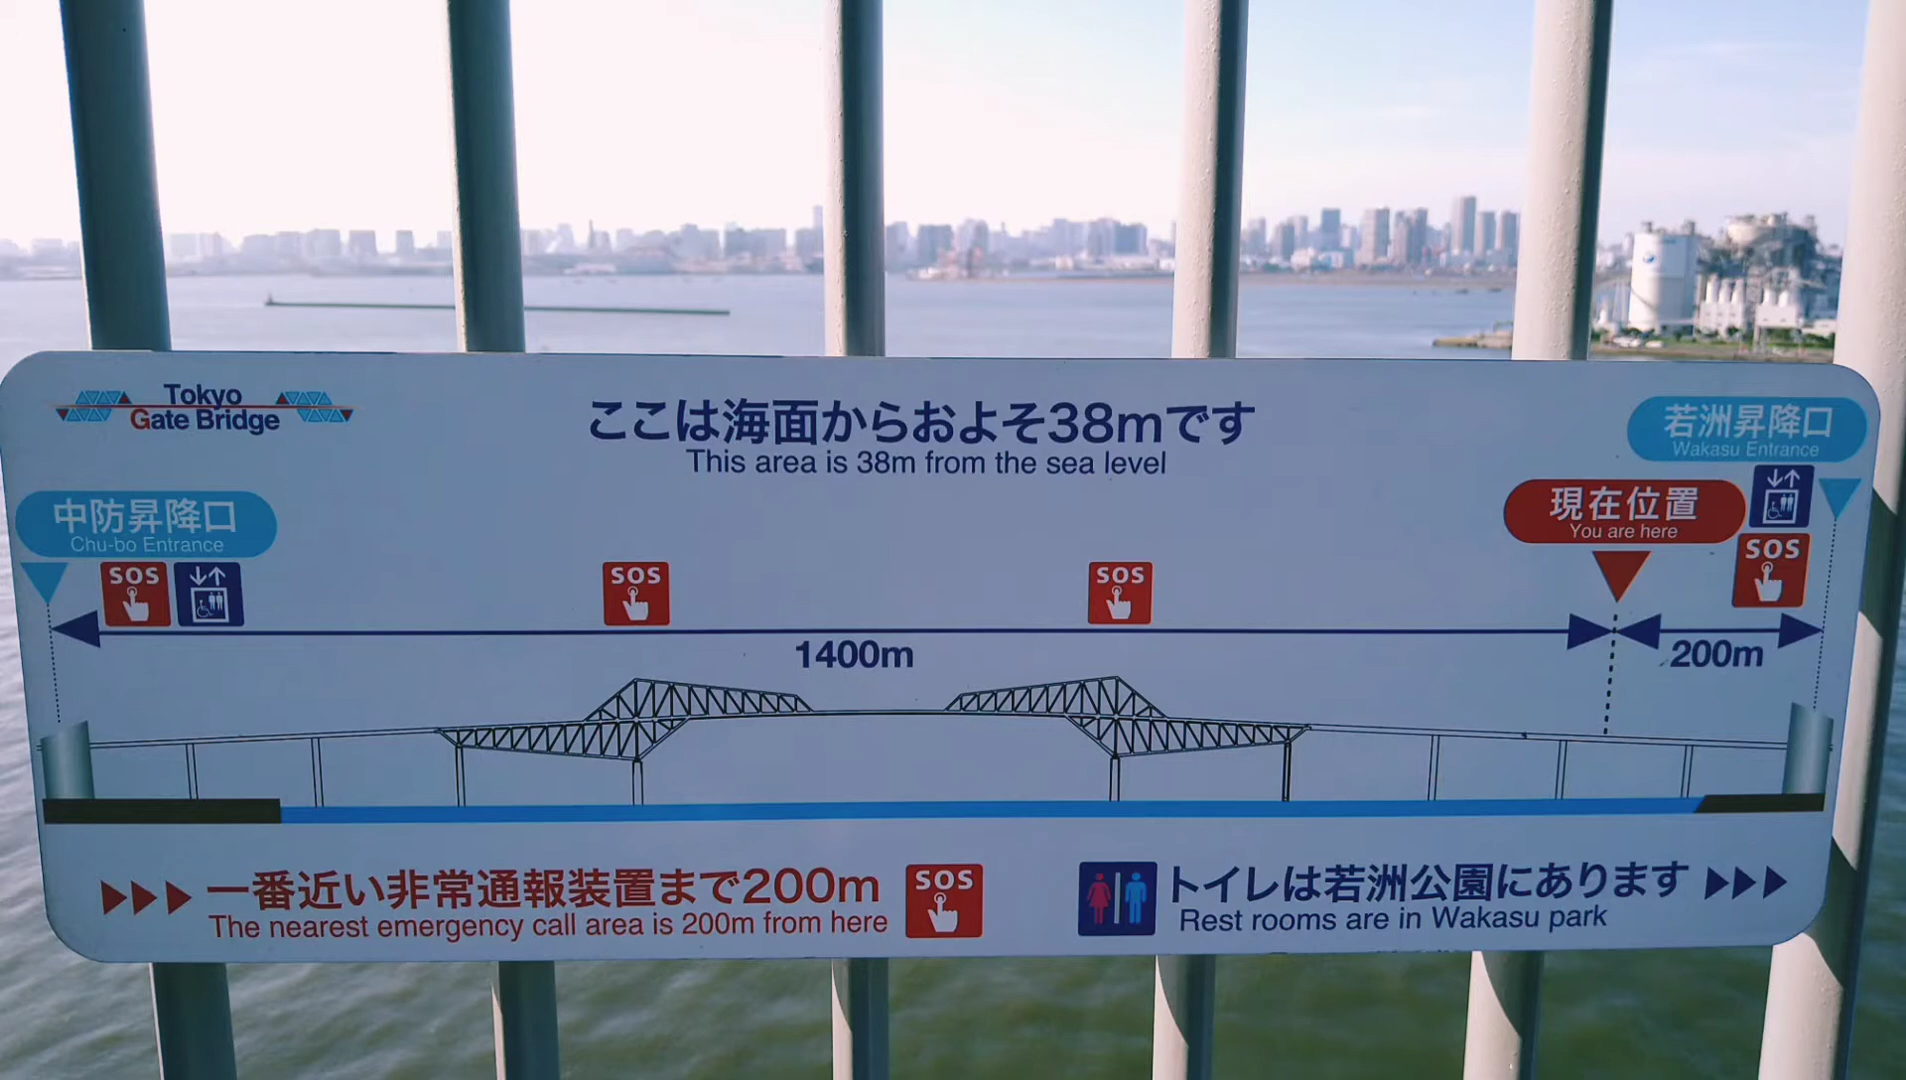 Tokyo
Gate Bridge
ここは海面からおよそ38mです
This area is 38m from the sea level
若洲昇降口
Wakasu Entrance
中防昇降口
Chu-bo Entrance
現在位置
You are here
SOS
SOS
SOS
SOS
1400m
200m
一番近い非常通報装置まで200m
The nearest emergency call area is 200m from here
SOS
トイレは若洲公園にあります
Rest rooms are in Wakasu park